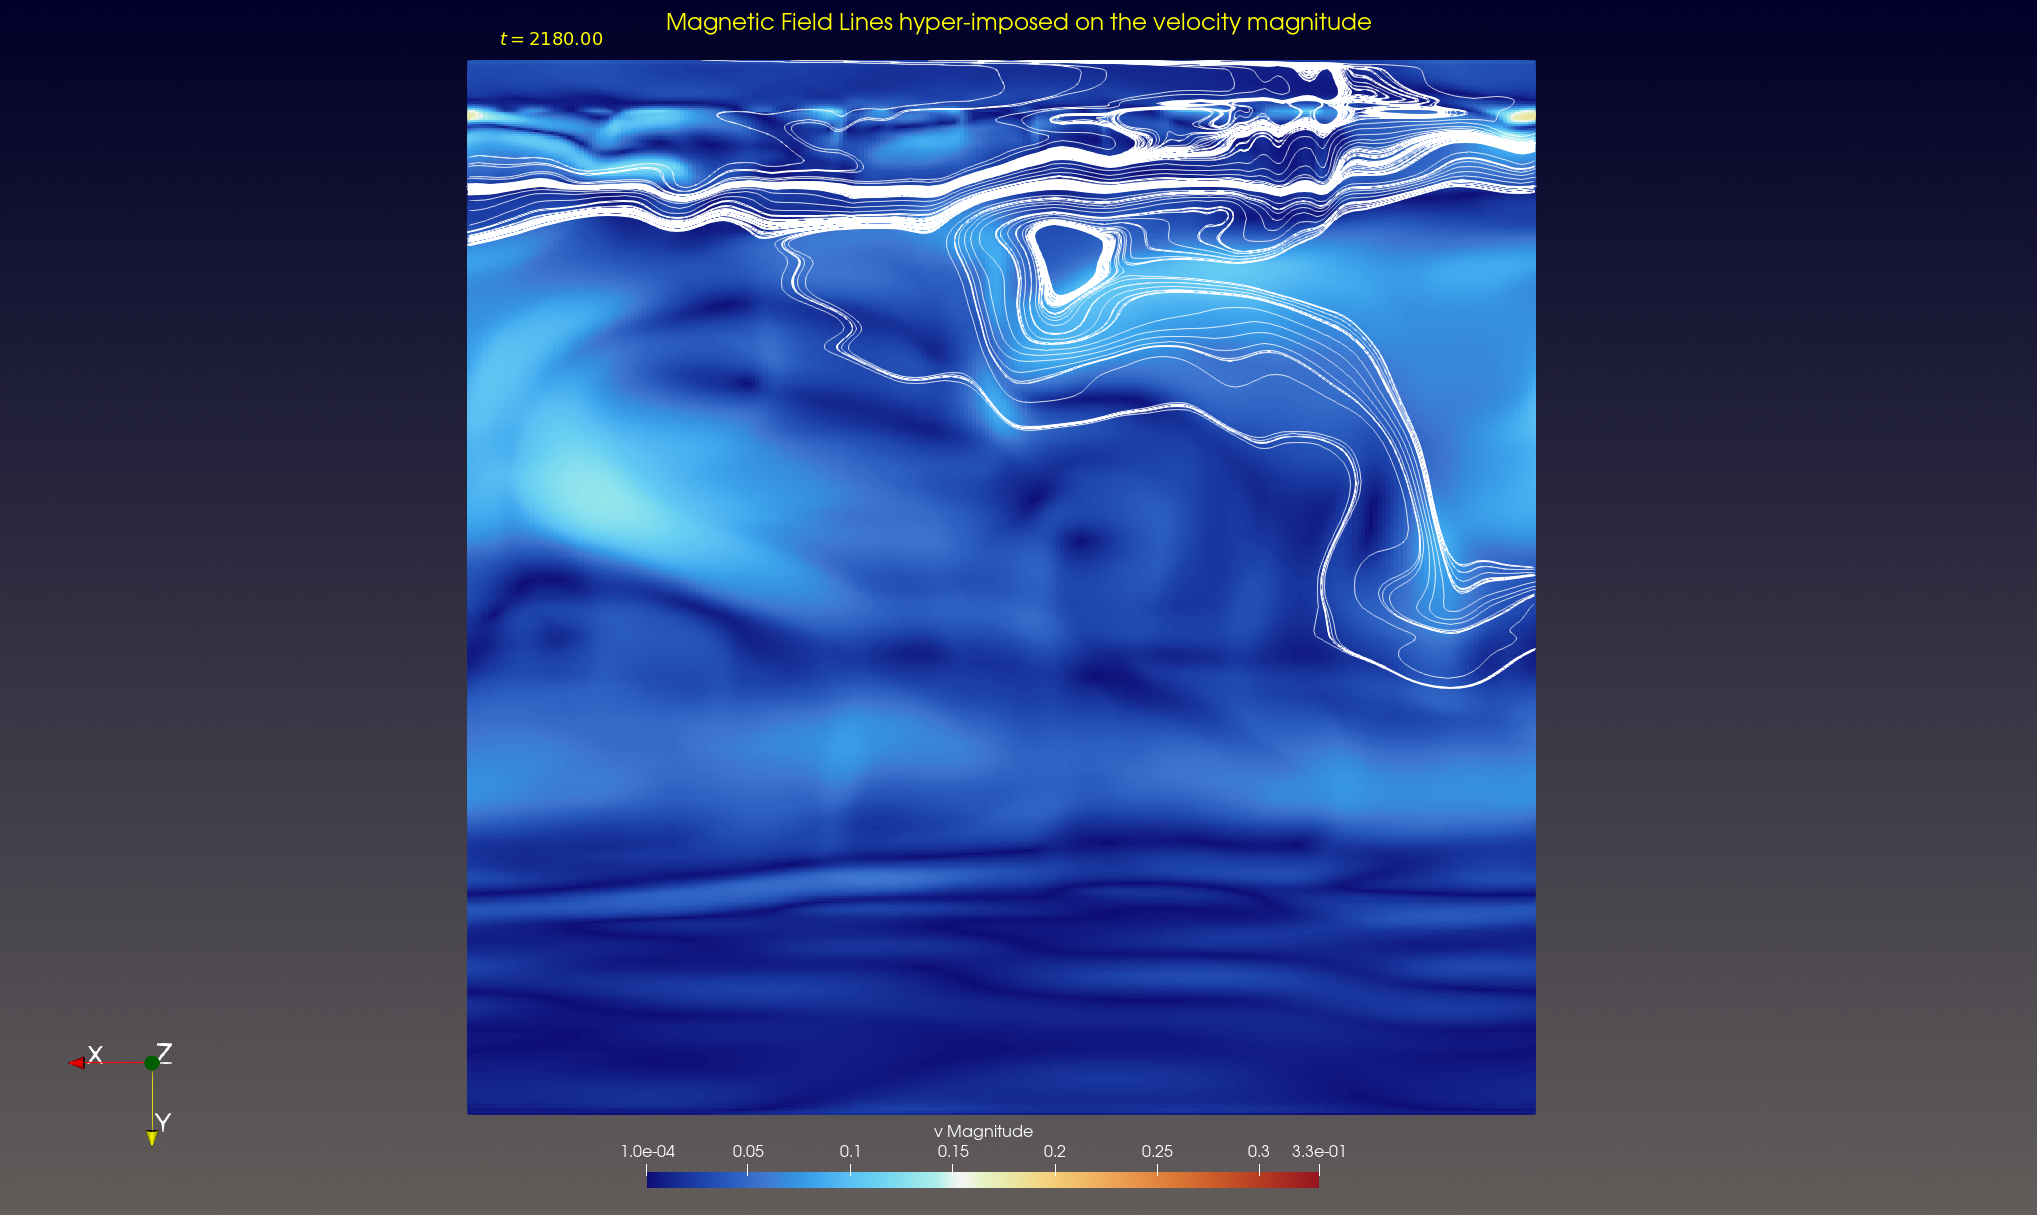 Magnetic Field Lines hyper-imposed on the velocity magnitude
t = 2180.00
X Z
Y
v Magnitude
1.0e-04 0.05 0.1 0.15 0.2 0.25 0.3 3.3e-01